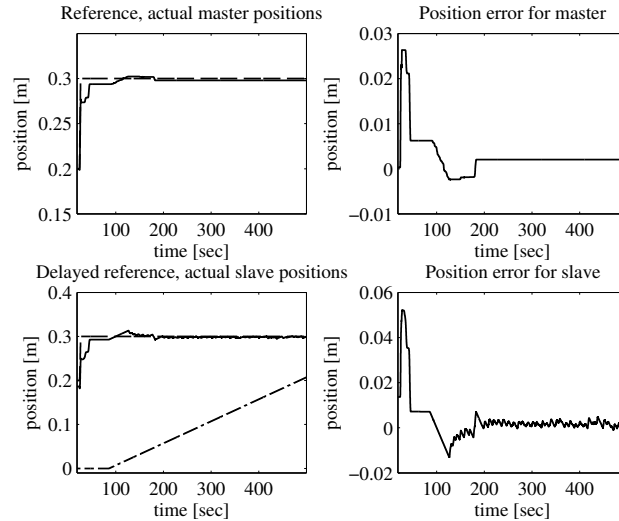 Reference, actual master positions
position [m]
0.3
0.2
0.15
100 200 300 400
time [sec]
Position error for master
position [m]
0.03
0.02
0.01
0
−0.01
100 200 300 400
time [sec]
Delayed reference, actual slave positions
position [m]
0.4
0.3
0.2
0.1
0
100 200 300 400
time [sec]
Position error for slave
position [m]
0.06
0.04
0.02
0
−0.02
100 200 300 400
time [sec]